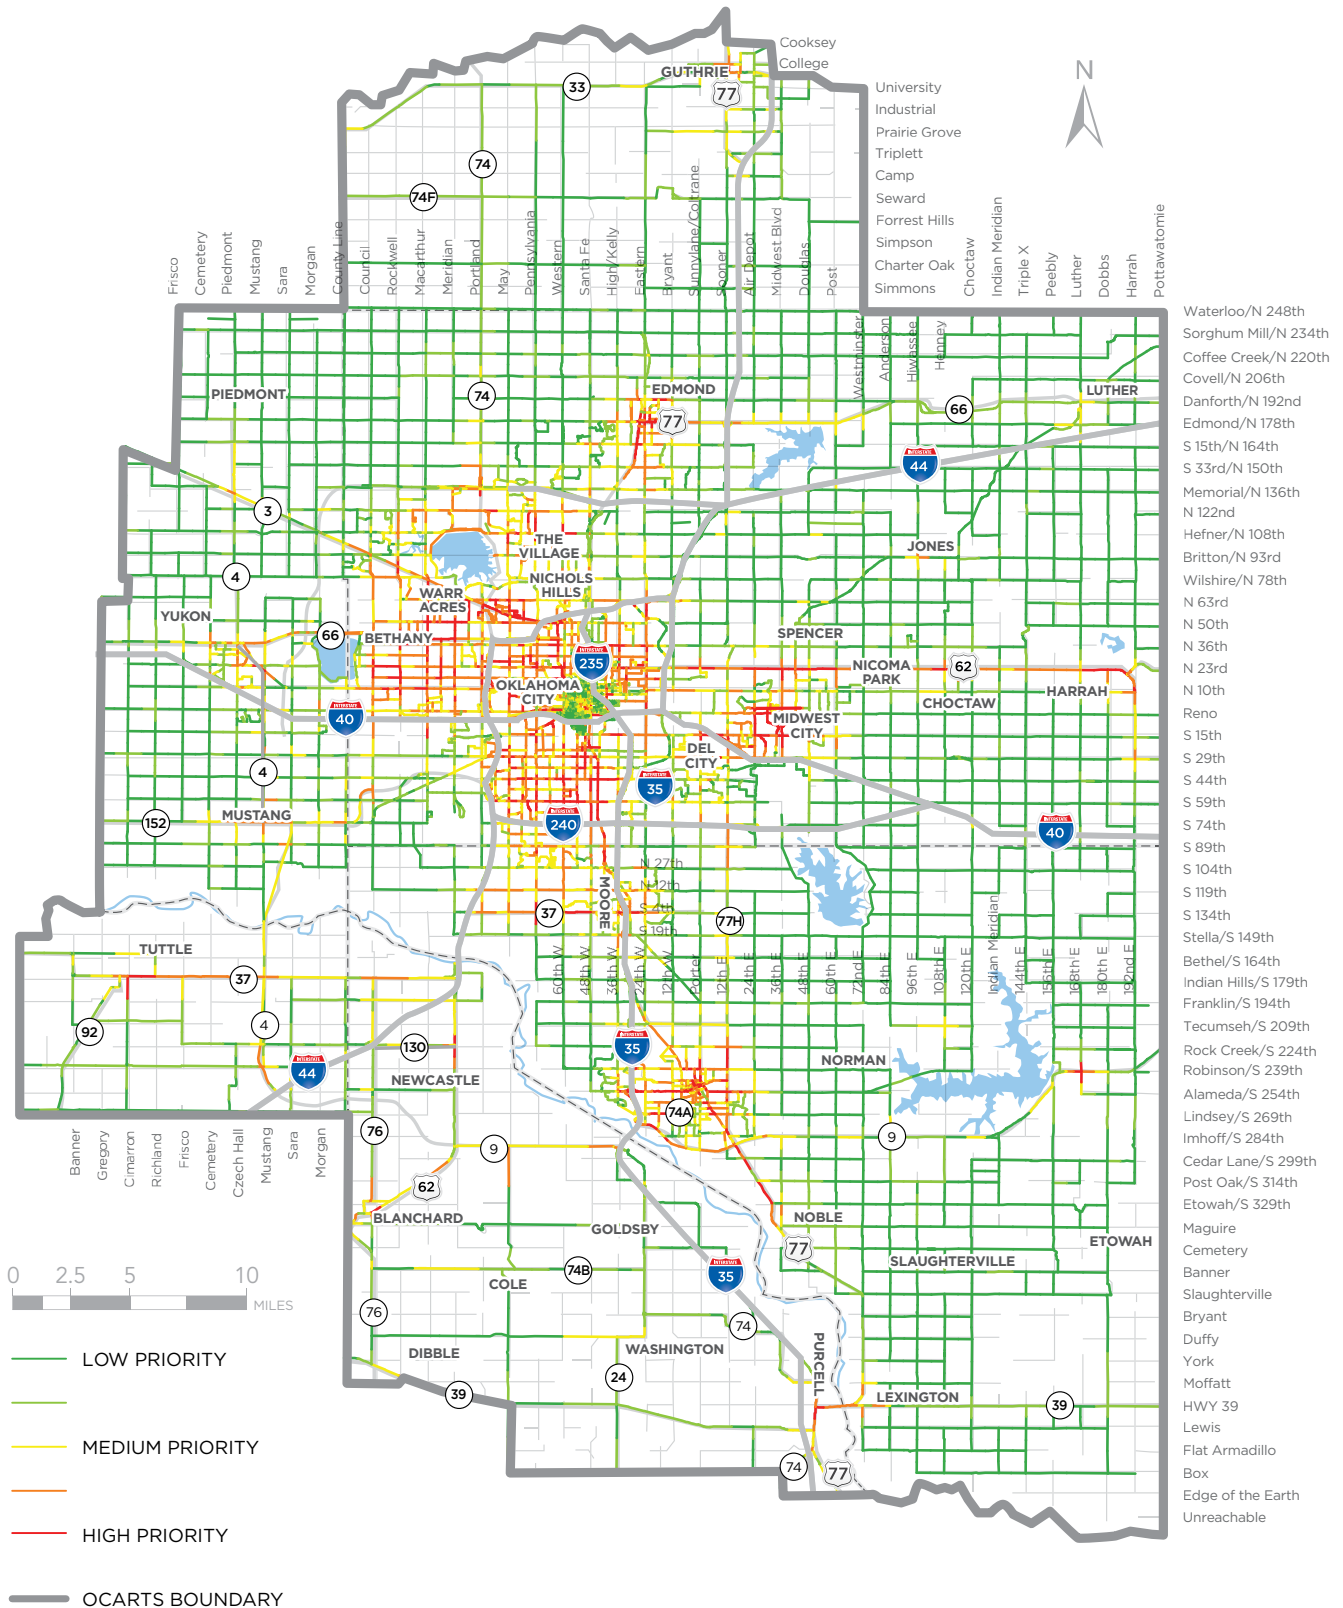 Cooksey
College
GUTHRIE
N
33
77
University
Industrial
Prairie Grove
Triplett
Camp
Seward
Forrest Hills
Simpson
Charter Oak
Simmons
74
74F
Frisco
Cemetery
Piedmont
Mustang
Sara
Morgan
County Line
Council
Rockwell
Macarthur
Meridian
Portland
May
Pennsylvania
Western
Santa Fe
High/Kelly
Eastern
Bryant
Sunnylane/Coltrane
Sooner
Air Depot
Midwest Blvd
Douglas
Post
Westminster
Anderson
Hiwassee
Henney
Choctaw
Indian Meridian
Triple X
Peebly
Luther
Dobbs
Harrah
Pottawatomie
Waterloo/N 248th
Sorghum Mill/N 234th
Coffee Creek/N 220th
Covell/N 206th
Danforth/N 192nd
Edmond/N 178th
S 15th/N 164th
S 33rd/N 150th
Memorial/N 136th
N 122nd
Hefner/N 108th
Britton/N 93rd
Wilshire/N 78th
N 63rd
N 50th
N 36th
N 23rd
N 10th
Reno
S 15th
S 29th
S 44th
S 59th
S 74th
S 89th
S 104th
S 119th
S 134th
Stella/S 149th
Bethel/S 164th
Indian Hills/S 179th
Franklin/S 194th
Tecumseh/S 209th
Rock Creek/S 224th
Robinson/S 239th
Alameda/S 254th
Lindsey/S 269th
Imhoff/S 284th
Cedar Lane/S 299th
Post Oak/S 314th
Etowah/S 329th
Maguire
Cemetery
Banner
Slaughterville
Bryant
Duffy
York
Moffatt
HWY 39
Lewis
Flat Armadillo
Box
Edge of the Earth
Unreachable
PIEDMONT
74
EDMOND
77
66
LUTHER
INTERSTATE
44
3
THE
VILLAGE
JONES
NICHOLS
HILLS
4
WARR
ACRES
YUKON
66
BETHANY
SPENCER
INTERSTATE
235
NICOMA
PARK
62
OKLAHOMA
CITY
HARRAH
CHOCTAW
INTERSTATE
40
MIDWEST
CITY
DEL
CITY
4
INTERSTATE
35
MUSTANG
152
INTERSTATE
240
INTERSTATE
40
N 27th
N 12th
S 4th
S 19th
MOORE
37
77H
60th W
48th W
36th W
24th W
12th W
Porter
12th E
24th E
36th E
48th E
60th E
72nd E
84th E
96th E
108th E
120th E
Indian Meridian
144th E
156th E
168th E
180th E
192nd E
TUTTLE
37
92
4
INTERSTATE
44
130
NEWCASTLE
INTERSTATE
35
NORMAN
74A
9
76
9
Banner
Gregory
Cimarron
Richland
Frisco
Cemetery
Czech Hall
Mustang
Sara
Morgan
62
BLANCHARD
GOLDSBY
NOBLE
77
ETOWAH
SLAUGHTERVILLE
74B
COLE
INTERSTATE
35
76
74
DIBBLE
WASHINGTON
24
39
PURCELL
LEXINGTON
39
74
77
0 2.5 5 10
MILES
LOW PRIORITY
MEDIUM PRIORITY
HIGH PRIORITY
OCARTS BOUNDARY